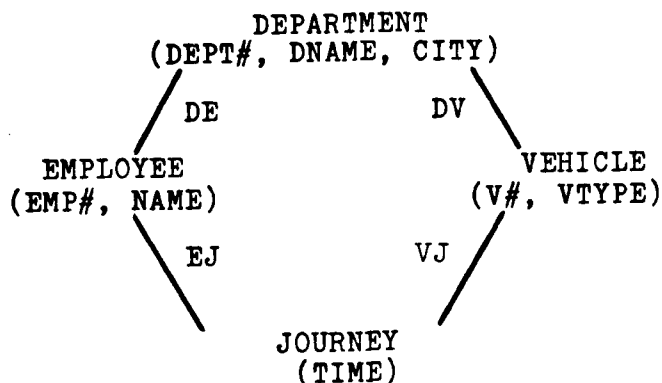 DEPARTMENT
(DEPT#, DNAME, CITY)
DE
DV
EMPLOYEE
(EMP#, NAME)
VEHICLE
(V#, VTYPE)
EJ
VJ
JOURNEY
(TIME)